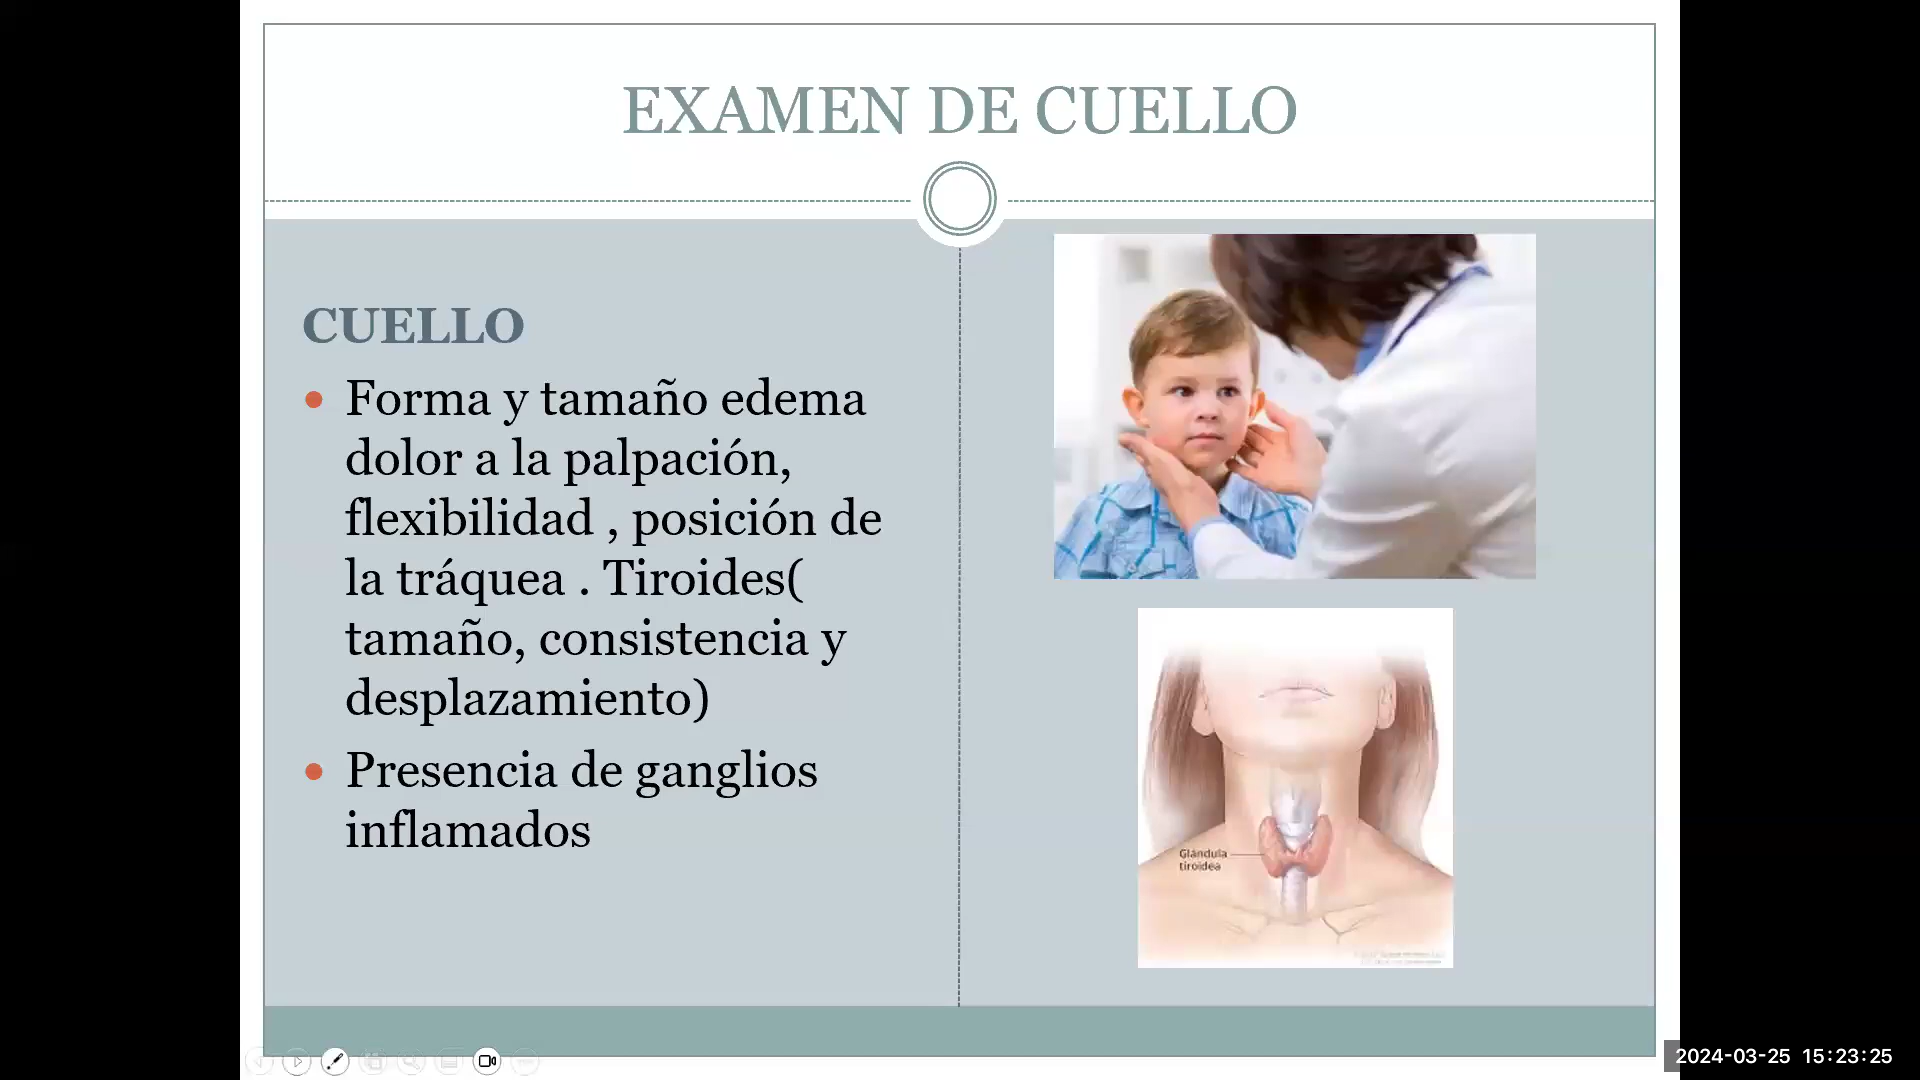 EXAMEN DE CUELLO
CUELLO
Forma y tamaño edema
dolor a la palpación,
flexibilidad , posición de
la tráquea . Tiroides(
tamaño, consistencia y
desplazamiento)
Presencia de ganglios
inflamados
Glándula
tiroidea
2024-03-25 15:23:25